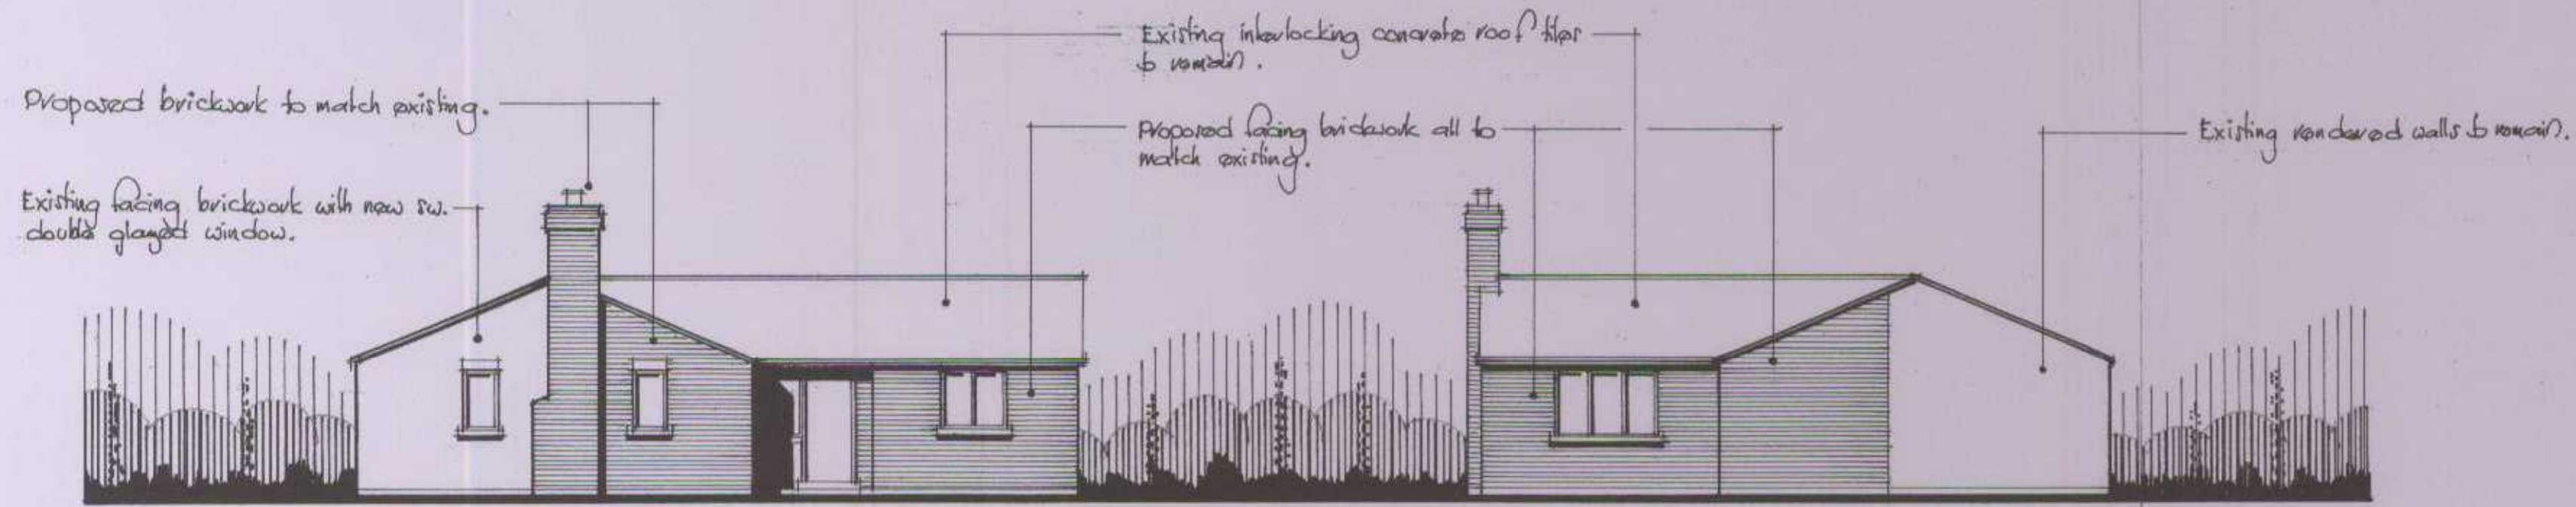 Proposed brickwork to match existing.
Existing facing brickwork with new sw.
double glazed window.
Existing interlocking concrete roof tiles
to remain.
Proposed facing brickwork all to
match existing.
Existing rendered walls to remain.